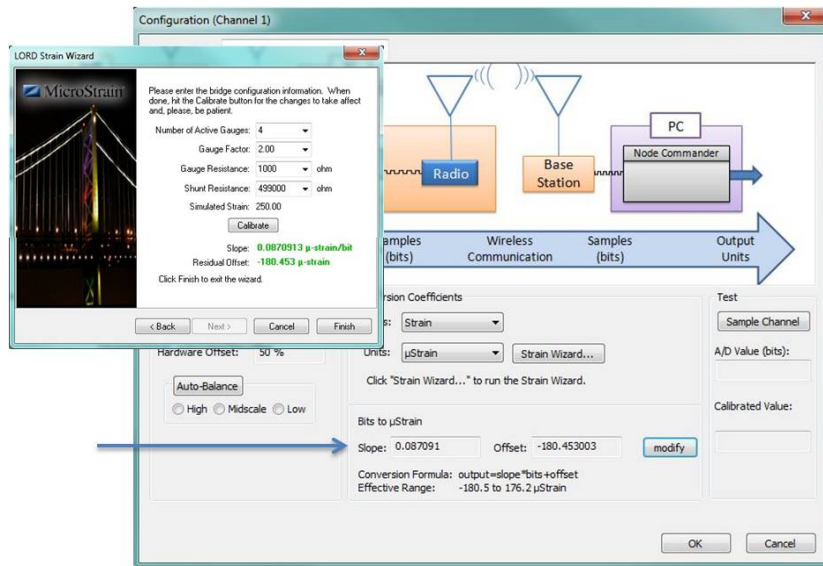 Configuration (Channel 1)
LORD Strain Wizard
MicroStrain
Please enter the bridge configuration information. When
done, hit the Calibrate button for the changes to take affect
and, please, be patient.
Number of Active Gauges: 4
Gauge Factor: 2.00
Gauge Resistance: 1000 ohm
Shunt Resistance: 499000 ohm
Simulated Strain: 250.00
Calibrate
Slope: 0.0870913 μ-strain/bit
Residual Offset: -180.453 μ-strain
Click Finish to exit the wizard.
< Back Next > Cancel Finish
Radio
Base
Station
PC
Node Commander
(bits)
Wireless
Communication
Samples
(bits)
Output
Units
Coefficients
Strain
Units: μStrain Strain Wizard...
Click "Strain Wizard..." to run the Strain Wizard.
Hardware Offset: 50 %
Auto-Balance
High Midscale Low
Bits to μStrain
Slope: 0.087091 Offset: -180.453003 modify
Conversion Formula: output=slope*bits+offset
Effective Range: -180.5 to 176.2 μStrain
Test
Sample Channel
A/D Value (bits):
Calibrated Value:
OK Cancel